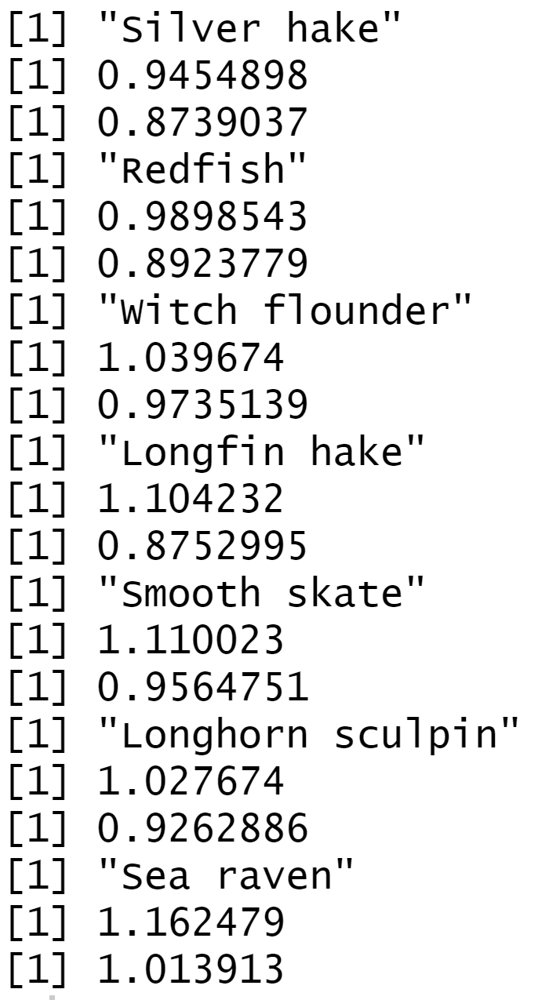 [1] "Silver hake"
[1] 0.9454898
[1] 0.8739037
[1] "Redfish"
[1] 0.9898543
[1] 0.8923779
[1] "Witch flounder"
[1] 1.039674
[1] 0.9735139
[1] "Longfin hake"
[1] 1.104232
[1] 0.8752995
[1] "Smooth skate"
[1] 1.110023
[1] 0.9564751
[1] "Longhorn sculpin"
[1] 1.027674
[1] 0.9262886
[1] "Sea raven"
[1] 1.162479
[1] 1.013913